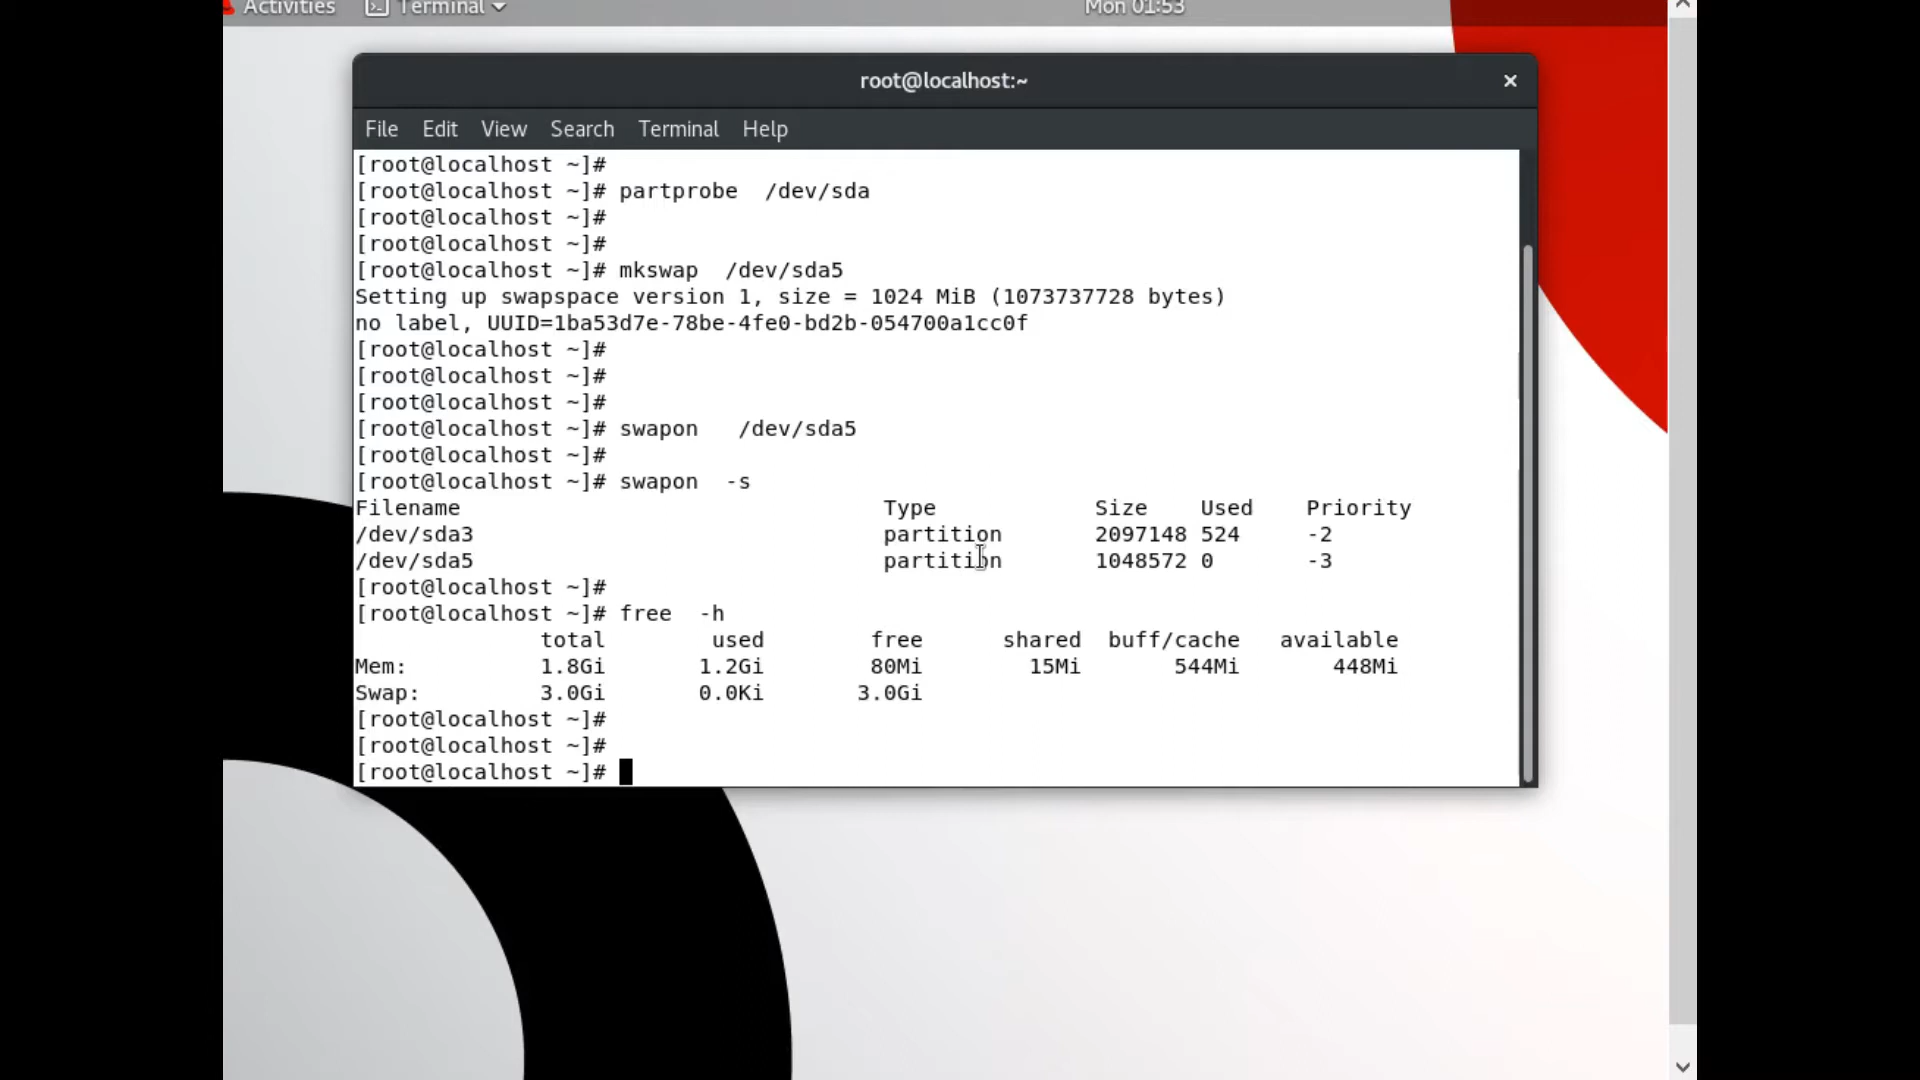 Activities Terminal Mon 01:53
root@localhost:~
File Edit View Search Terminal Help
[root@localhost ~]#
[root@localhost ~]# partprobe  /dev/sda
[root@localhost ~]#
[root@localhost ~]#
[root@localhost ~]# mkswap  /dev/sda5
Setting up swapspace version 1, size = 1024 MiB (1073737728 bytes)
no label, UUID=1ba53d7e-78be-4fe0-bd2b-054700a1cc0f
[root@localhost ~]#
[root@localhost ~]#
[root@localhost ~]#
[root@localhost ~]# swapon   /dev/sda5
[root@localhost ~]#
[root@localhost ~]# swapon  -s
Filename                                Type            Size    Used    Priority
/dev/sda3                               partition       2097148 524     -2
/dev/sda5                               partition       1048572 0       -3
[root@localhost ~]#
[root@localhost ~]# free  -h
              total        used        free      shared  buff/cache   available
Mem:          1.8Gi       1.2Gi        80Mi        15Mi       544Mi       448Mi
Swap:         3.0Gi       0.0Ki       3.0Gi
[root@localhost ~]#
[root@localhost ~]#
[root@localhost ~]#